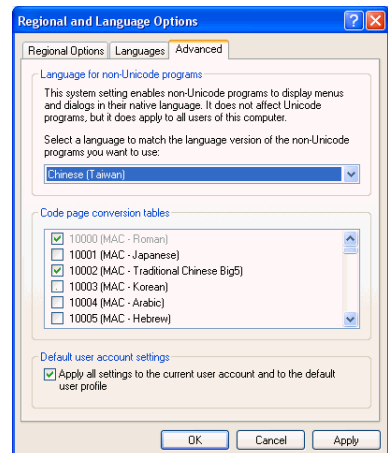 Regional and Language Options
Regional Options
Languages
Advanced
Language for non-Unicode programs
This system setting enables non-Unicode programs to display menus
and dialogs in their native language. It does not affect Unicode
programs, but it does apply to all users of this computer.
Select a language to match the language version of the non-Unicode
programs you want to use:
Chinese (Taiwan)
Code page conversion tables
10000 (MAC - Roman)
10001 (MAC - Japanese)
10002 (MAC - Traditional Chinese Big5)
10003 (MAC - Korean)
10004 (MAC - Arabic)
10005 (MAC - Hebrew)
Default user account settings
Apply all settings to the current user account and to the default
user profile
OK
Cancel
Apply